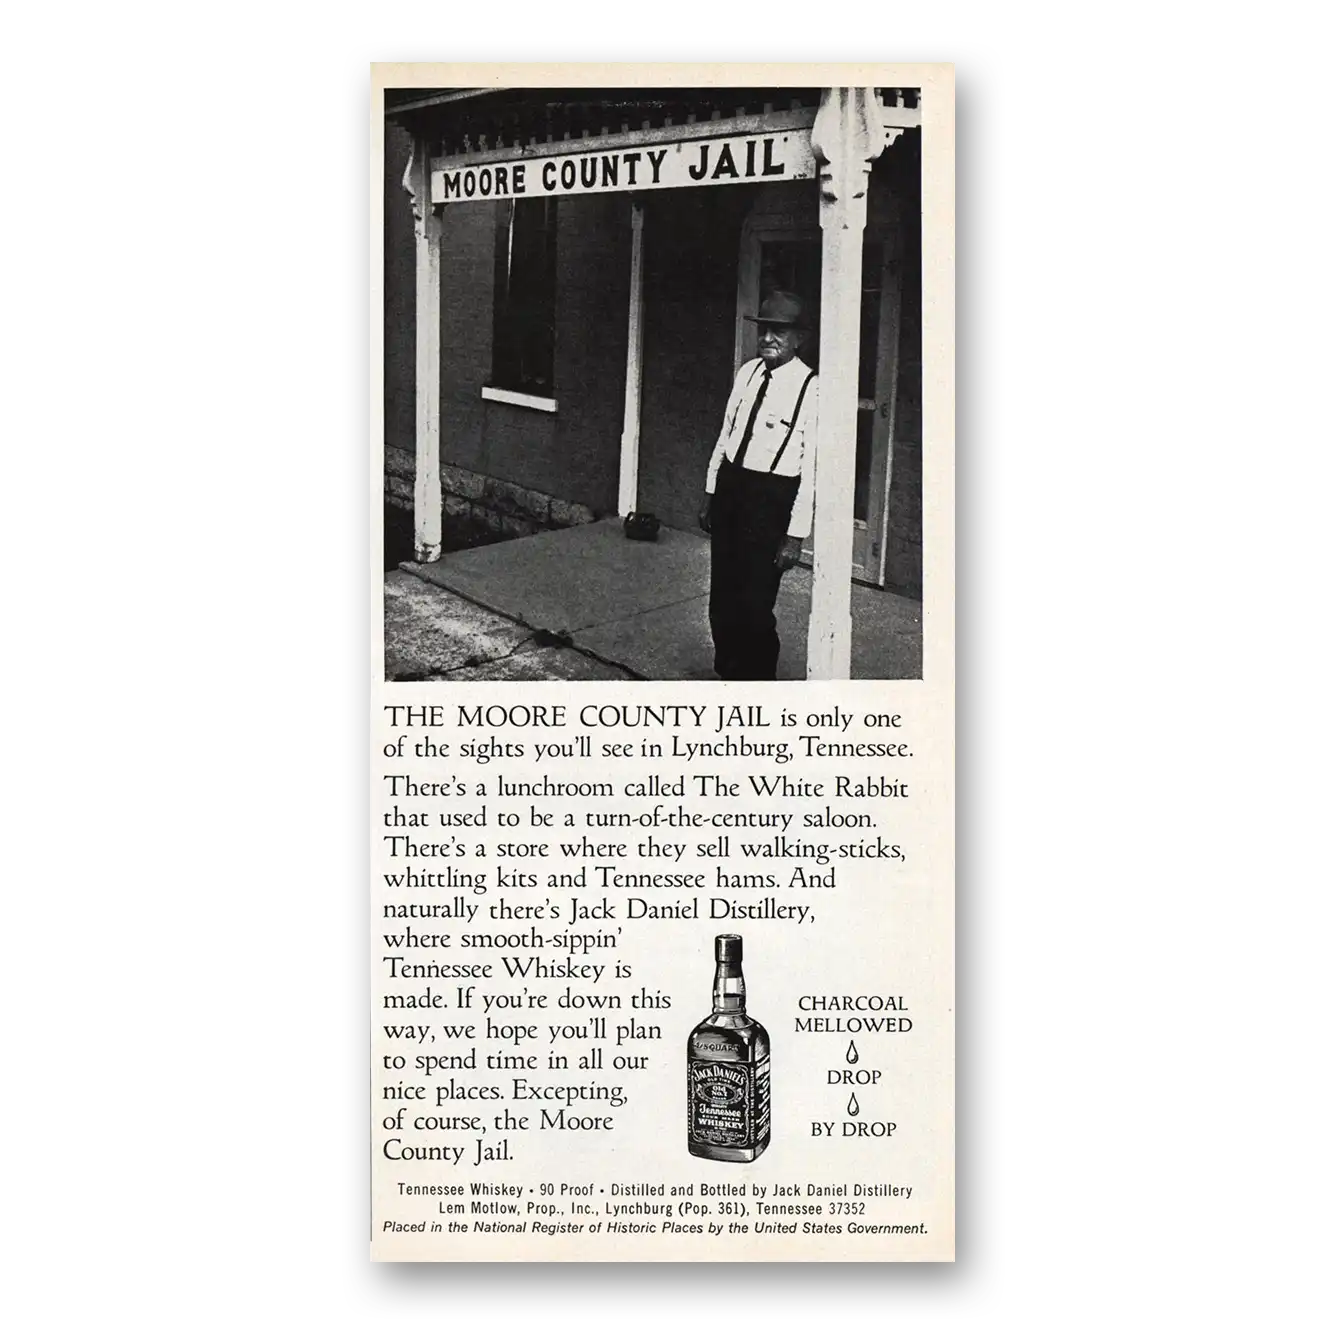 MOORE COUNTY JAIL
THE MOORE COUNTY JAIL is only one
of the sights you'll see in Lynchburg, Tennessee.
There's a lunchroom called The White Rabbit
that used to be a turn-of-the-century saloon.
There's a store where they sell walking-sticks,
whittling kits and Tennessee hams. And
naturally there's Jack Daniel Distillery,
where smooth-sippin'
Tennessee Whiskey is
made. If you're down this
way, we hope you'll plan
to spend time in all our
nice places. Excepting,
of course, the Moore
County Jail.
JACK DANIEL'S
OLD TIME
Old
No.7
Tennessee
SOUR MASH
WHISKEY
CHARCOAL
MELLOWED
DROP
BY DROP
Tennessee Whiskey • 90 Proof • Distilled and Bottled by Jack Daniel Distillery
Lem Motlow, Prop., Inc., Lynchburg (Pop. 361), Tennessee 37352
Placed in the National Register of Historic Places by the United States Government.